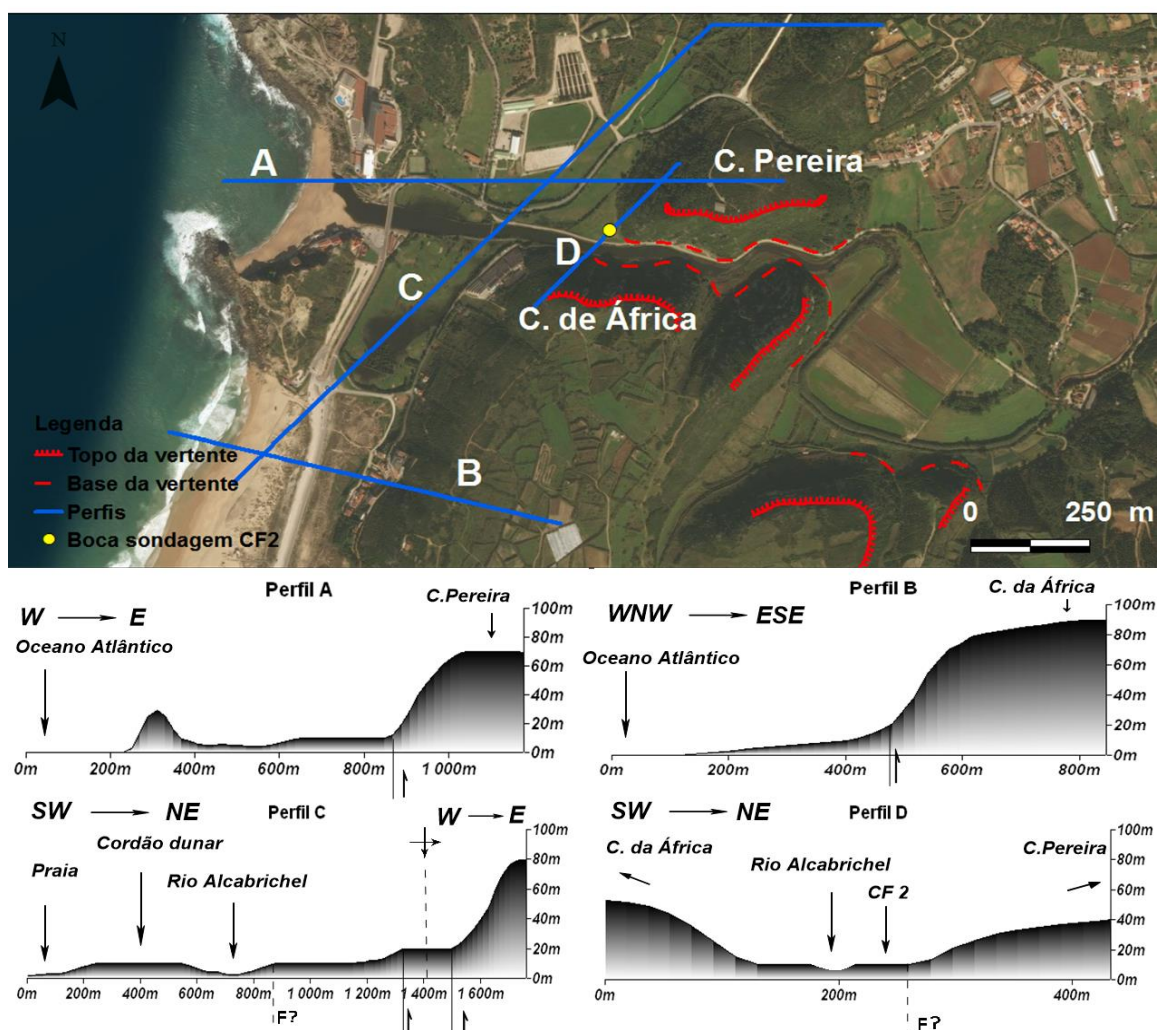 N
A
C. Pereira
D
C
C. de África
B
Legenda
Topo da vertente
Base da vertente
Perfis
Boca sondagem CF2
0 250 m
Perfil A
W E
C.Pereira
Oceano Atlântico
100m
80m
60m
40m
20m
0m
0m 200m 400m 600m 800m 1 000m
Perfil B
WNW ESE
C. da África
Oceano Atlântico
100m
80m
60m
40m
20m
0m
0m 200m 400m 600m 800m
SW NE
Perfil C
W E
Cordão dunar
Praia
Rio Alcabrichel
100m
80m
60m
40m
20m
0m
0m 200m 400m 600m 800m 1 000m 1 200m 1 400m 1 600m
F?
SW NE
Perfil D
C. da África
C.Pereira
Rio Alcabrichel
CF 2
100m
80m
60m
40m
20m
0m
0m 200m 400m
F?